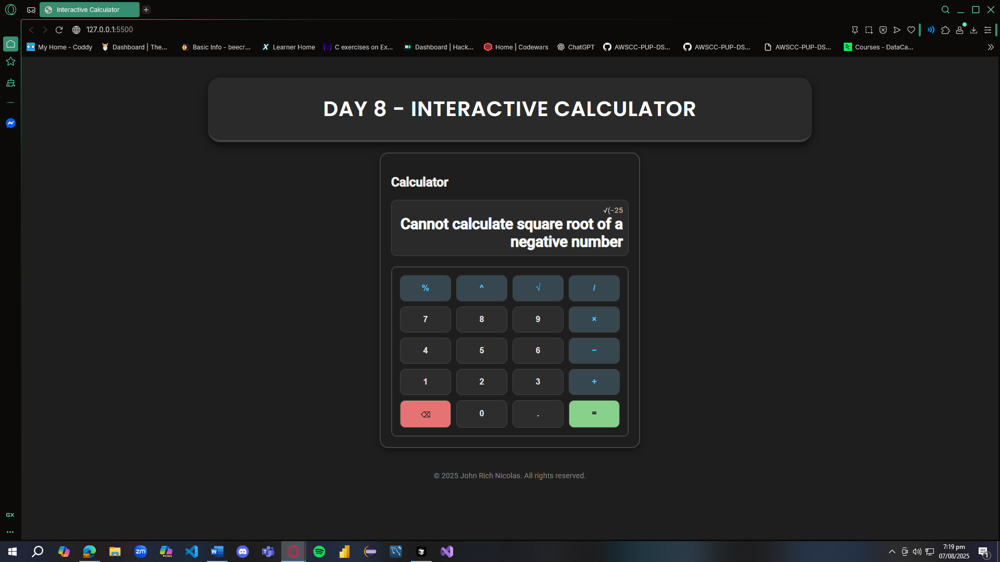 Interactive Calculator
127.0.0.1:5500
My Home - Coddy
Dashboard | The...
Basic Info - beecr...
Learner Home
C exercises on Ex...
Dashboard | Hack...
Home | Codewars
ChatGPT
AWSCC-PUP-DS...
AWSCC-PUP-DS...
AWSCC-PUP-DS...
Courses - DataCa...
DAY 8 - INTERACTIVE CALCULATOR
Calculator
√(−25
Cannot calculate square root of a
negative number
% ^ √ /
7 8 9 ×
4 5 6 −
1 2 3 +
⌫ 0 . =
© 2025 John Rich Nicolas. All rights reserved.
GX
zm
M365
7:19 pm
07/08/2025
1